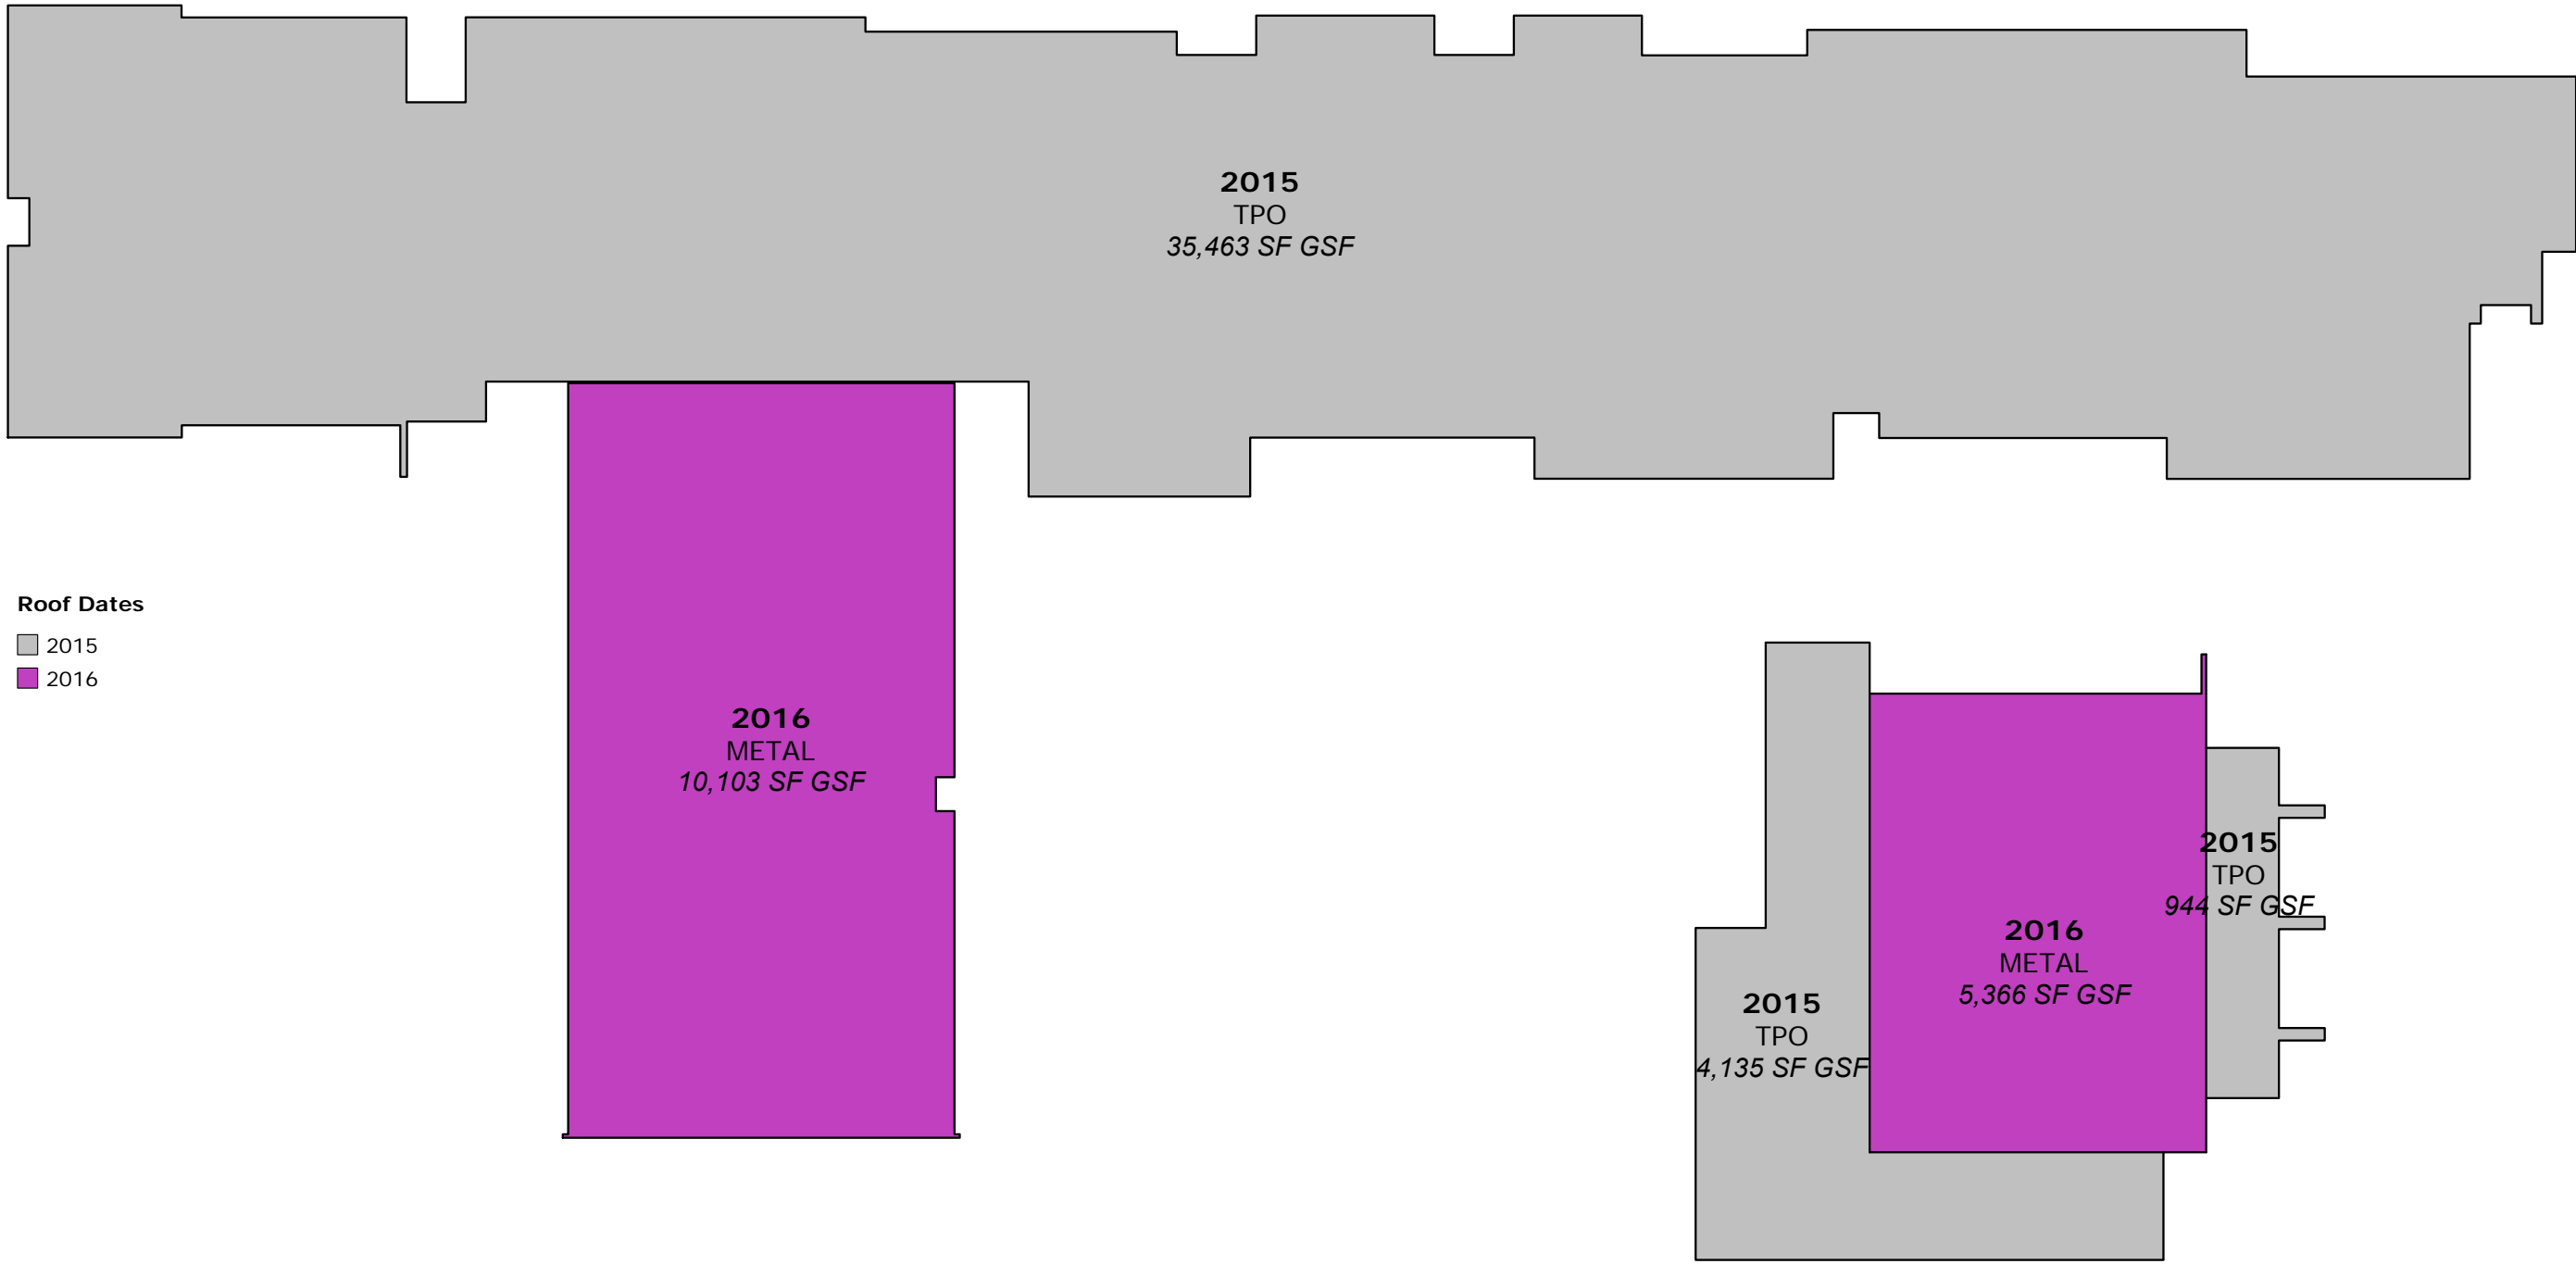 2015
TPO
35,463 SF GSF
Roof Dates
2015
2016
2016
METAL
10,103 SF GSF
2015
TPO
944 SF GSF
2016
METAL
5,366 SF GSF
2015
TPO
4,135 SF GSF